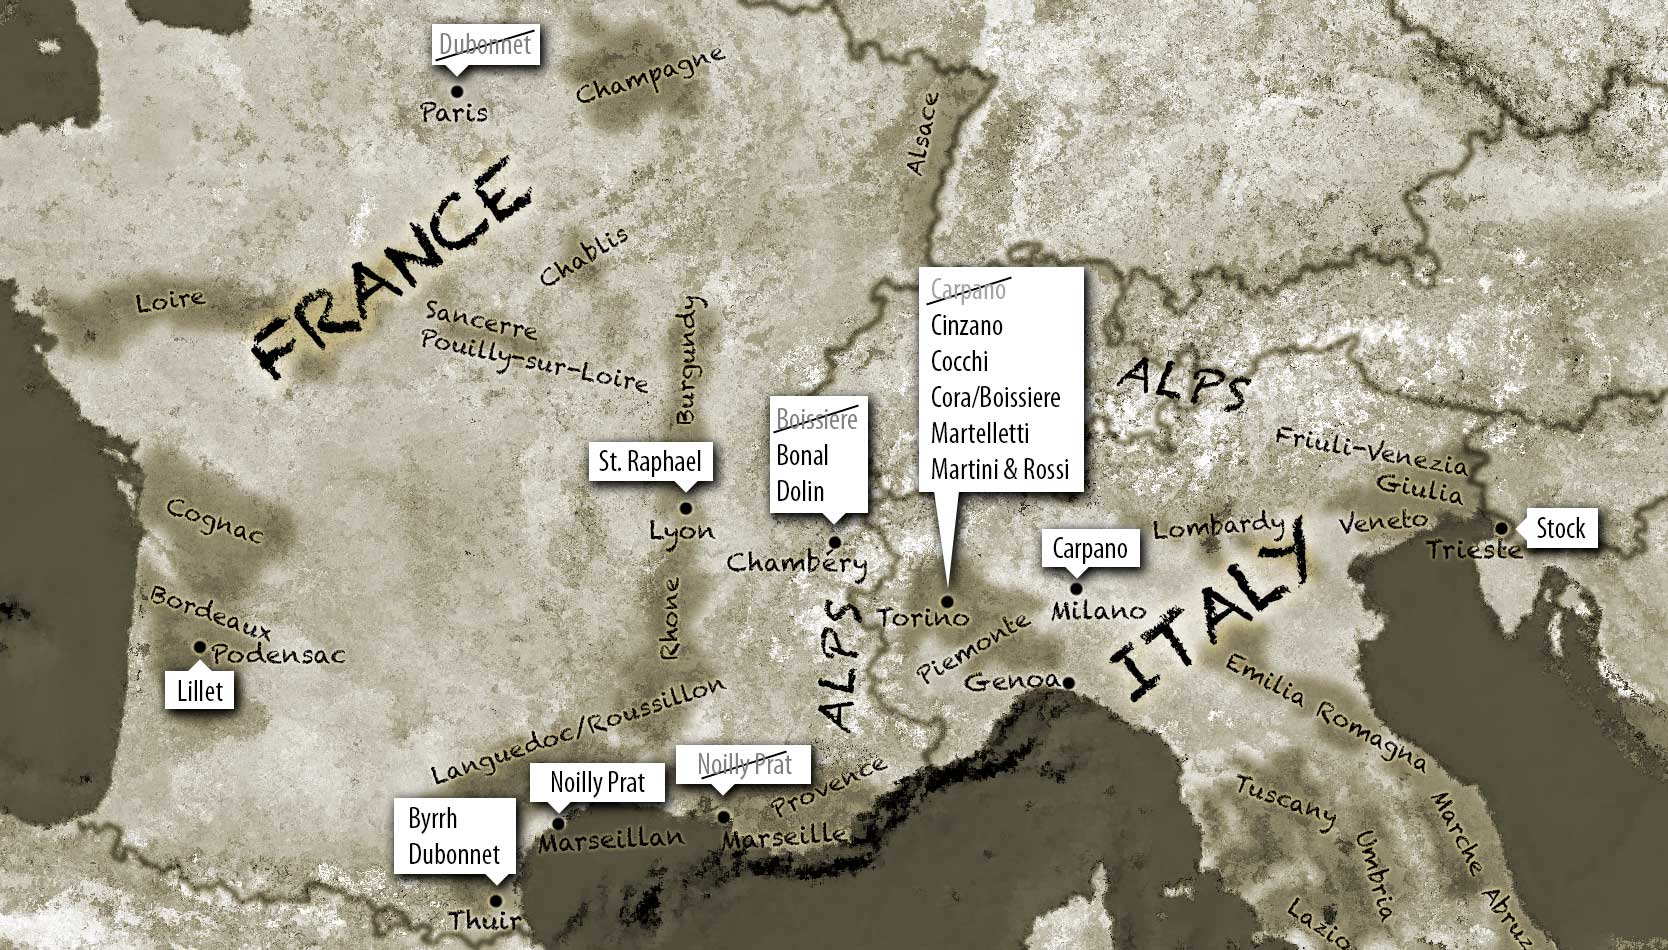 Dubonnet
Paris
Champagne
Alsace
FRANCE
Chablis
Loire
Sancerre
Pouilly-sur-Loire
Burgundy
Carpano
Cinzano
Cocchi
Cora/Boissiere
Martelletti
Martini & Rossi
ALPS
Boissiere
Bonal
Dolin
St. Raphael
Lyon
Chambéry
Cognac
Friuli-Venezia
Giulia
Veneto
Lombardy
Trieste
Stock
Carpano
Milano
Torino
Piemonte
Genoa
ITALY
ALPS
Rhone
Bordeaux
Podensac
Lillet
Languedoc/Roussillon
Emilia Romagna
Noilly Prat
Marseillan
Noilly Prat
Marseille
Provence
Byrrh
Dubonnet
Thuir
Tuscany
Umbria
Marche
Lazio
Abruz